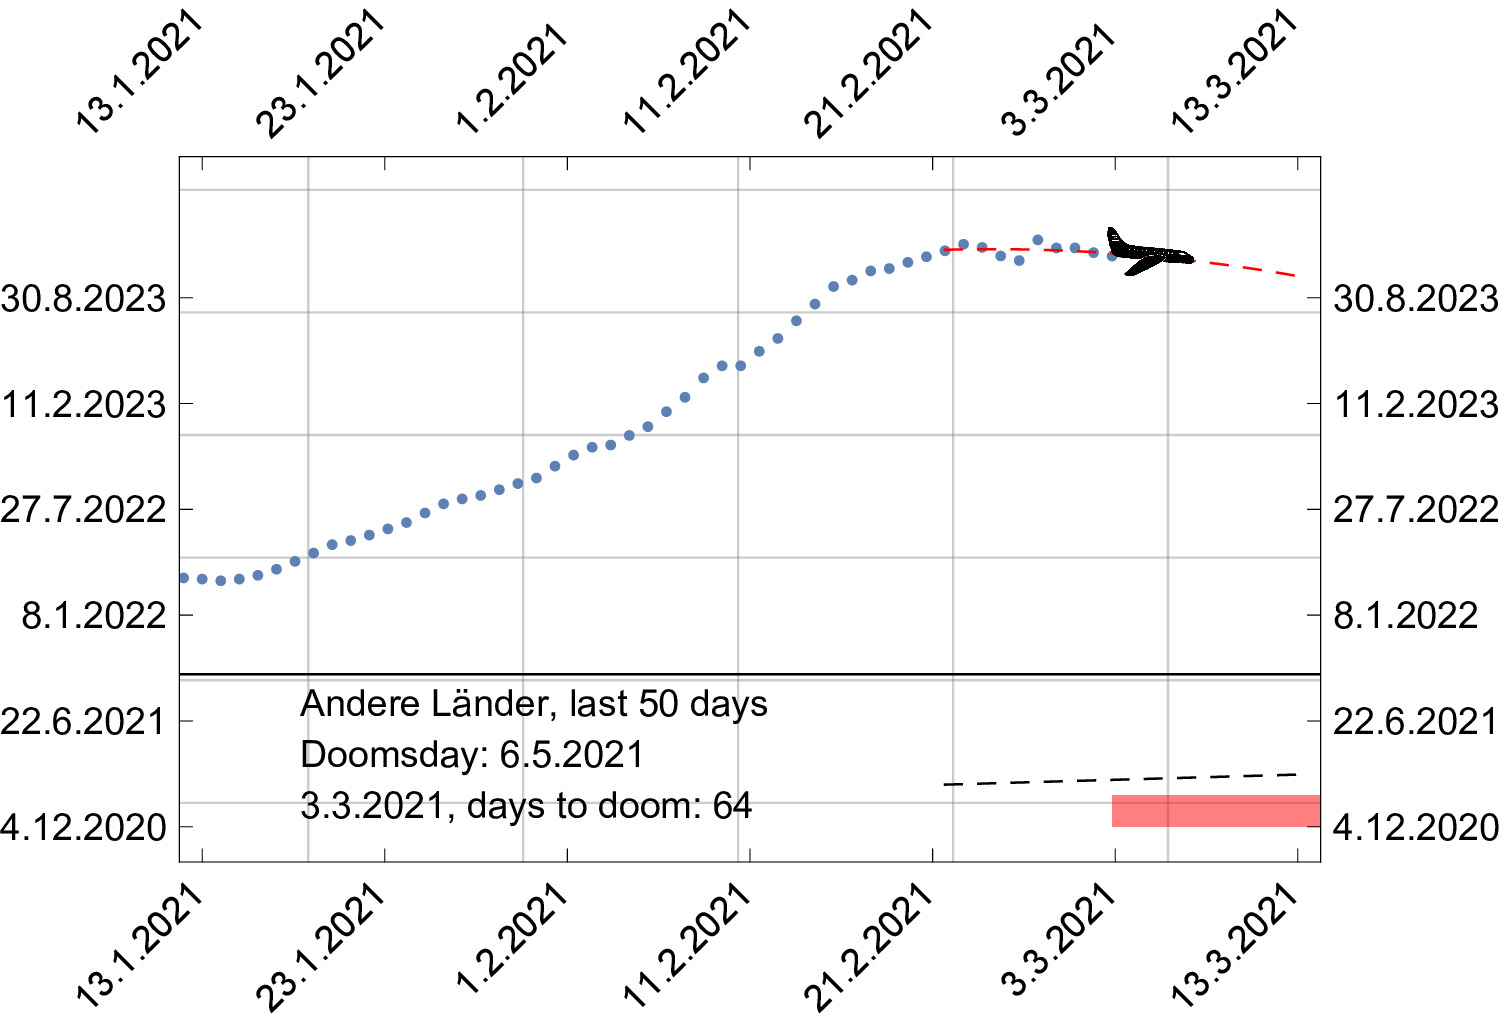 13.1.2021 23.1.2021 1.2.2021 11.2.2021 21.2.2021 3.3.2021 13.3.2021
30.8.2023 30.8.2023
11.2.2023 11.2.2023
27.7.2022 27.7.2022
8.1.2022 8.1.2022
Andere Länder, last 50 days
22.6.2021 22.6.2021
Doomsday: 6.5.2021
3.3.2021, days to doom: 64
4.12.2020 4.12.2020
13.1.2021 23.1.2021 1.2.2021 11.2.2021 21.2.2021 3.3.2021 13.3.2021